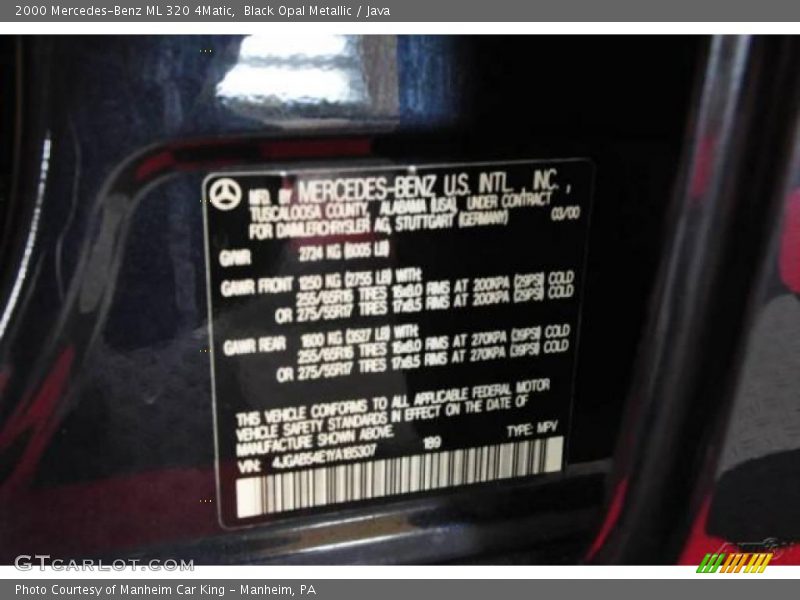 2000 Mercedes-Benz ML 320 4Matic, Black Opal Metallic / Java
MFD. BY MERCEDES-BENZ U.S. INTL., INC.,
TUSCALOOSA COUNTY, ALABAMA (USA), UNDER CONTRACT
FOR DAIMLERCHRYSLER AG, STUTTGART (GERMANY) 03/00
GVWR 2724 KG (6005 LB)
GAWR FRONT 1250 KG (2755 LB) WITH:
255/65R16 TIRES 16x8.0 RIMS AT 200KPA (29PSI) COLD
OR 275/55R17 TIRES 17x8.5 RIMS AT 200KPA (29PSI) COLD
GAWR REAR 1600 KG (3527 LB) WITH:
255/65R16 TIRES 16x8.0 RIMS AT 270KPA (39PSI) COLD
OR 275/55R17 TIRES 17x8.5 RIMS AT 270KPA (39PSI) COLD
THIS VEHICLE CONFORMS TO ALL APPLICABLE FEDERAL MOTOR
VEHICLE SAFETY STANDARDS IN EFFECT ON THE DATE OF
MANUFACTURE SHOWN ABOVE. 189 TYPE: MPV
VIN: 4JGAB54E1YA185307
GTcarlot.com
Photo Courtesy of Manheim Car King - Manheim, PA